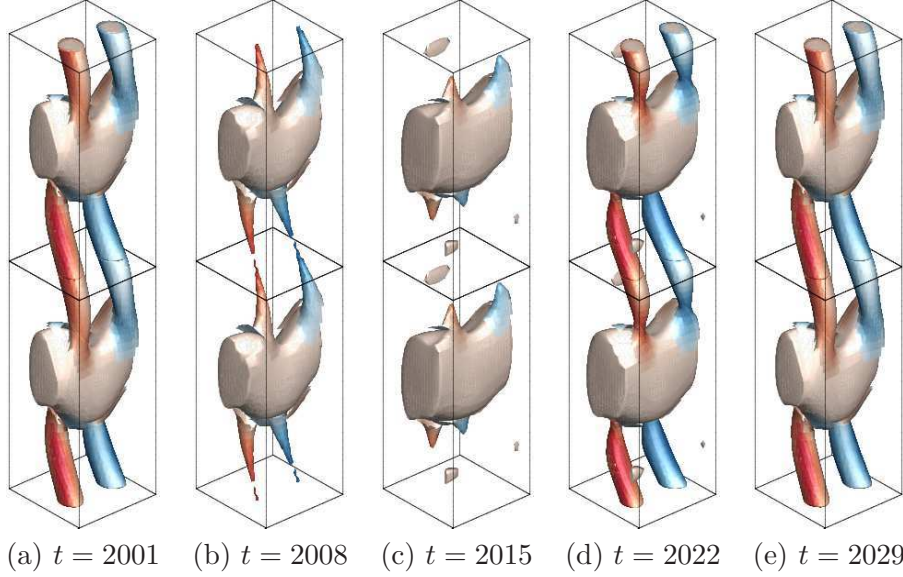 (a) t = 2001 (b) t = 2008 (c) t = 2015 (d) t = 2022 (e) t = 2029